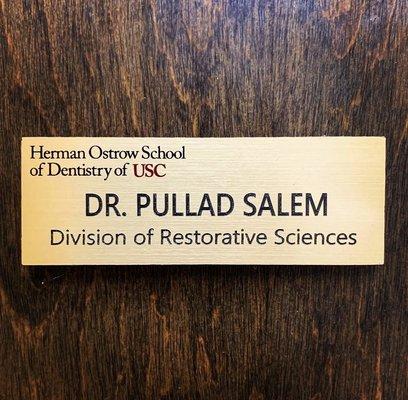 Herman Ostrow School
of Dentistry of USC
DR. PULLAD SALEM
Division of Restorative Sciences